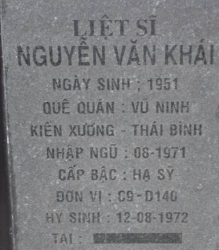 LIỆT SĨ
NGUYỄN VĂN KHÁI
NGÀY SINH : 1951
QUÊ QUÁN : VŨ NINH
KIẾN XƯƠNG - THÁI BÌNH
NHẬP NGŨ : 06-1971
CẤP BẬC : HẠ SỸ
ĐƠN VỊ : C9-D140
HY SINH : 12-08-1972
TẠI :